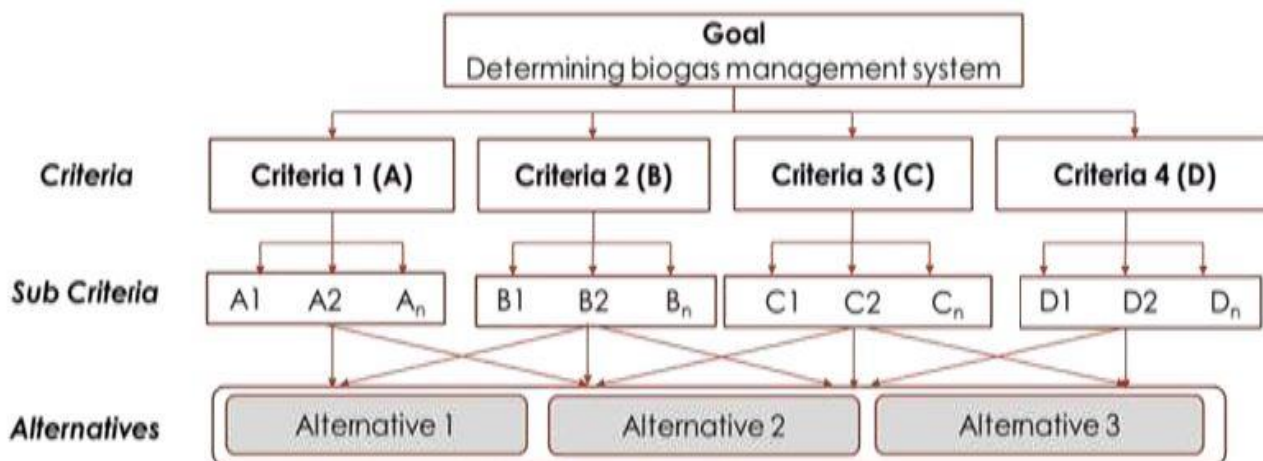 Goal
Determining biogas management system
Criteria
Criteria 1 (A)
Criteria 2 (B)
Criteria 3 (C)
Criteria 4 (D)
Sub Criteria
A1 A2 Aₙ
B1 B2 Bₙ
C1 C2 Cₙ
D1 D2 Dₙ
Alternatives
Alternative 1
Alternative 2
Alternative 3